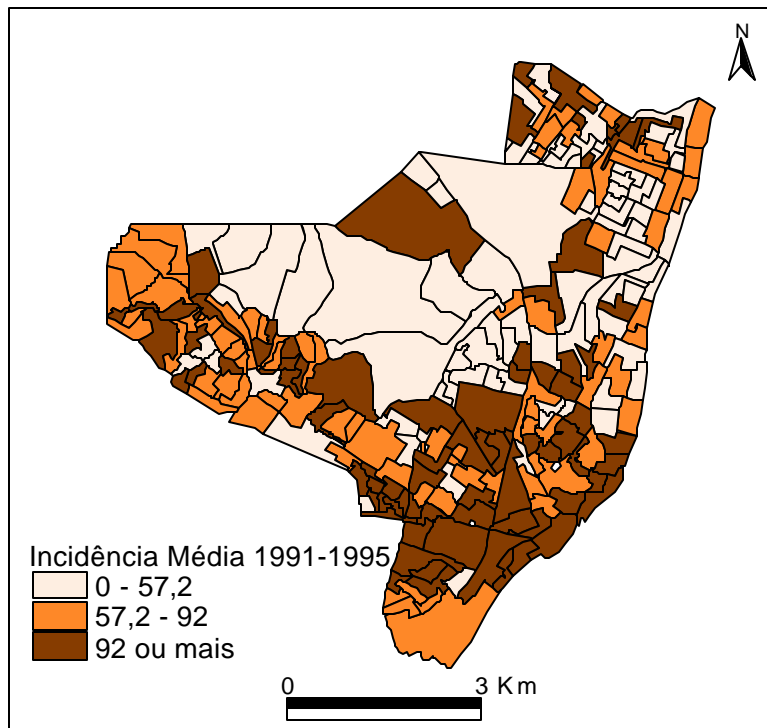 N
Incidência Média 1991-1995
0 - 57,2
57,2 - 92
92 ou mais
0 3 Km